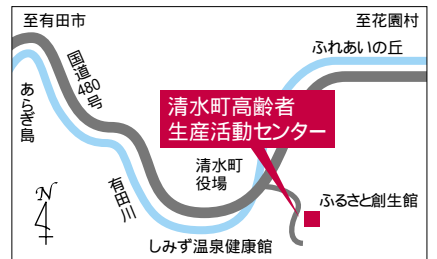 至有田市
至花園村
ふれあいの丘
国道480号
あらぎ島
清水町高齢者
生産活動センター
清水町
役場
有田川
ふるさと創生館
しみず温泉健康館
N